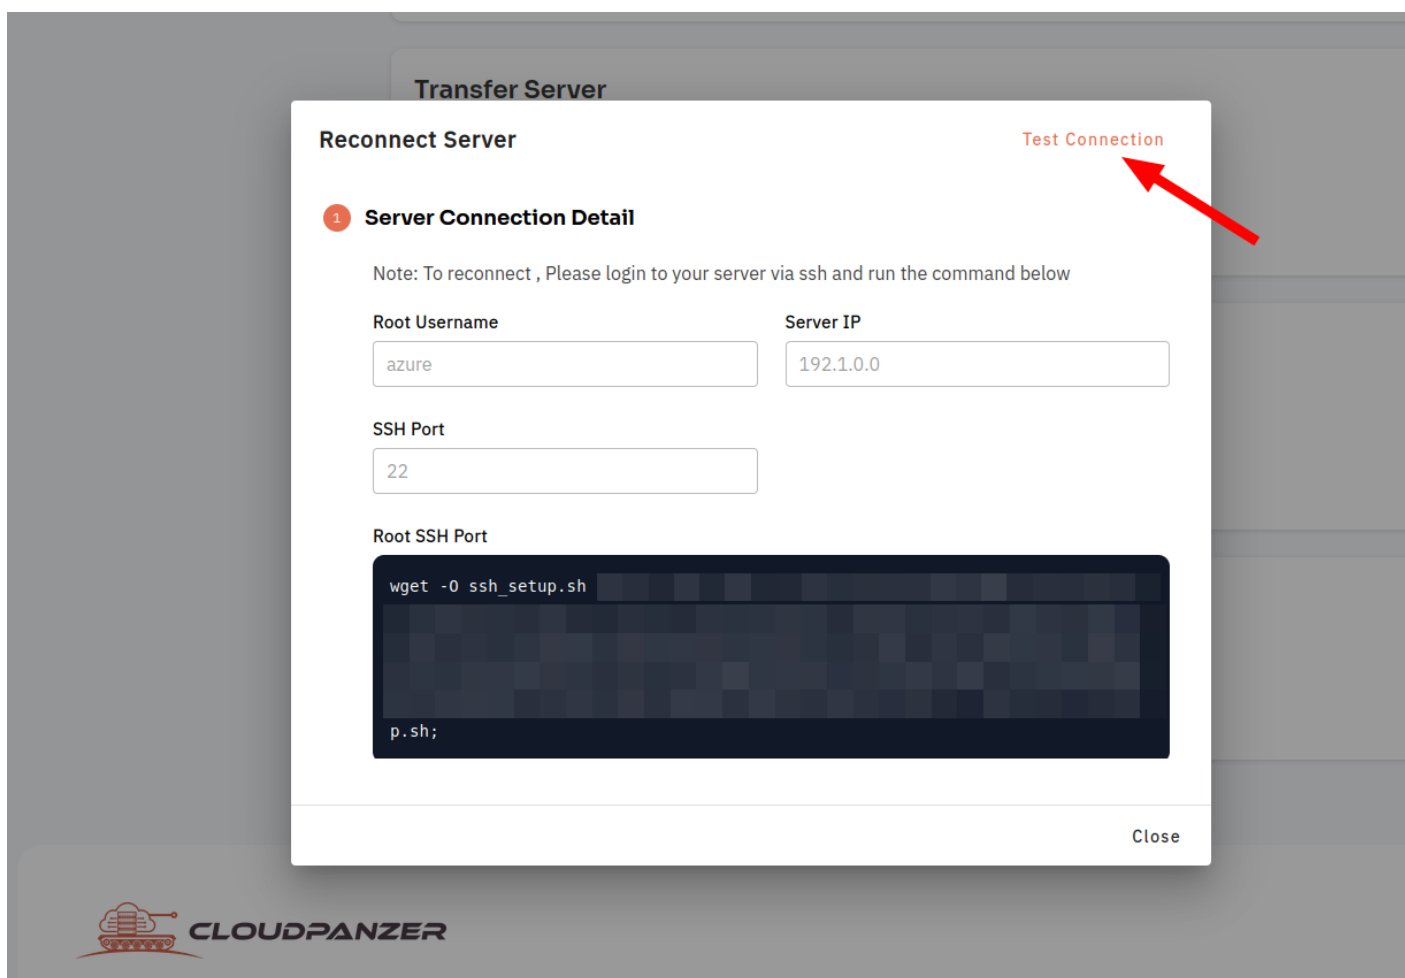 Transfer Server
Reconnect Server
Test Connection
1
Server Connection Detail
Note: To reconnect , Please login to your server via ssh and run the command below
Root Username
Server IP
azure
192.1.0.0
SSH Port
22
Root SSH Port
wget -O ssh_setup.sh
p.sh;
Close
CLOUDPANZER